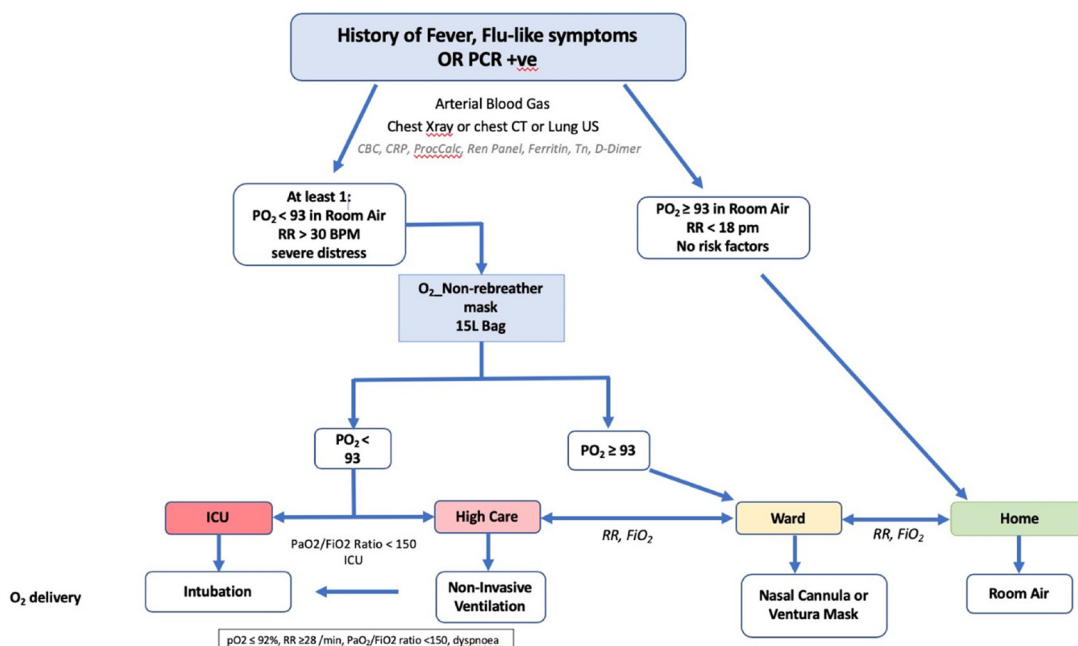 History of Fever, Flu-like symptoms
OR PCR +ve
Arterial Blood Gas
Chest Xray or chest CT or Lung US
CBC, CRP, ProcCalc, Ren Panel, Ferritin, Tn, D-Dimer
At least 1:
PO₂ < 93 in Room Air
RR > 30 BPM
severe distress
PO₂ ≥ 93 in Room Air
RR < 18 pm
No risk factors
O₂_Non-rebreather
mask
15L Bag
PO₂ <
93
PO₂ ≥ 93
ICU
High Care
Ward
Home
PaO2/FiO2 Ratio < 150
ICU
RR, FiO₂
RR, FiO₂
O₂ delivery
Intubation
Non-Invasive
Ventilation
Nasal Cannula or
Ventura Mask
Room Air
pO2 ≤ 92%, RR ≥28 /min, PaO₂/FiO2 ratio <150, dyspnoea